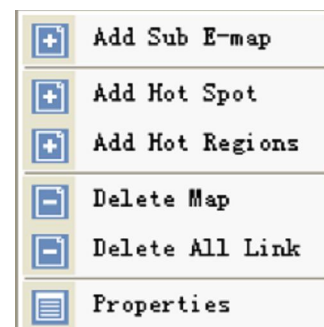 Add Sub E-map
Add Hot Spot
Add Hot Regions
Delete Map
Delete All Link
Properties